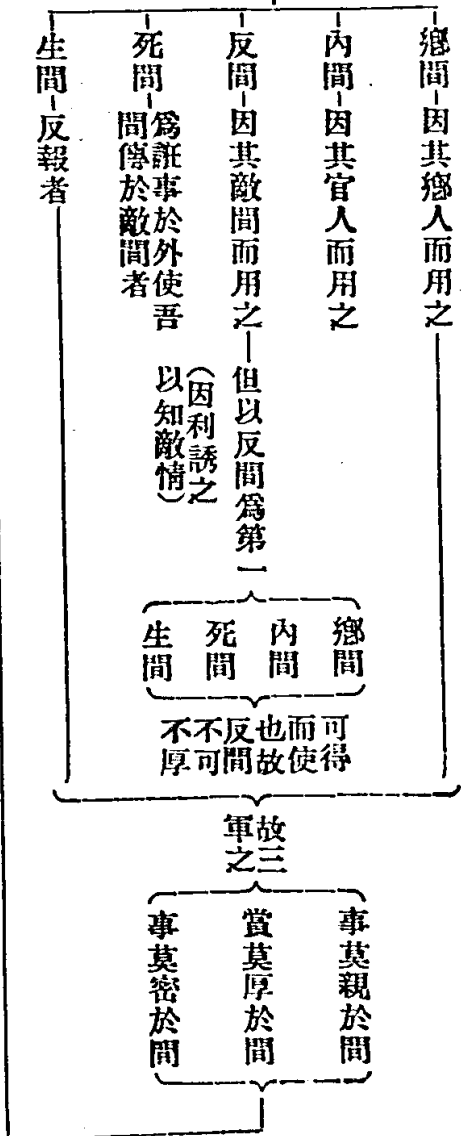 鄕間-因其鄕人而用之
內間-因其官人而用之
反間-因其敵間而用之-但以反間爲第一
(因利誘之
以知敵情)
死間-爲誑事於外使吾
間傳於敵間者
生間-反報者
鄕間
內間
死間
生間
可得
而使
也故
反間
不可
不厚
故三
軍之
事莫親於間
賞莫厚於間
事莫密於間